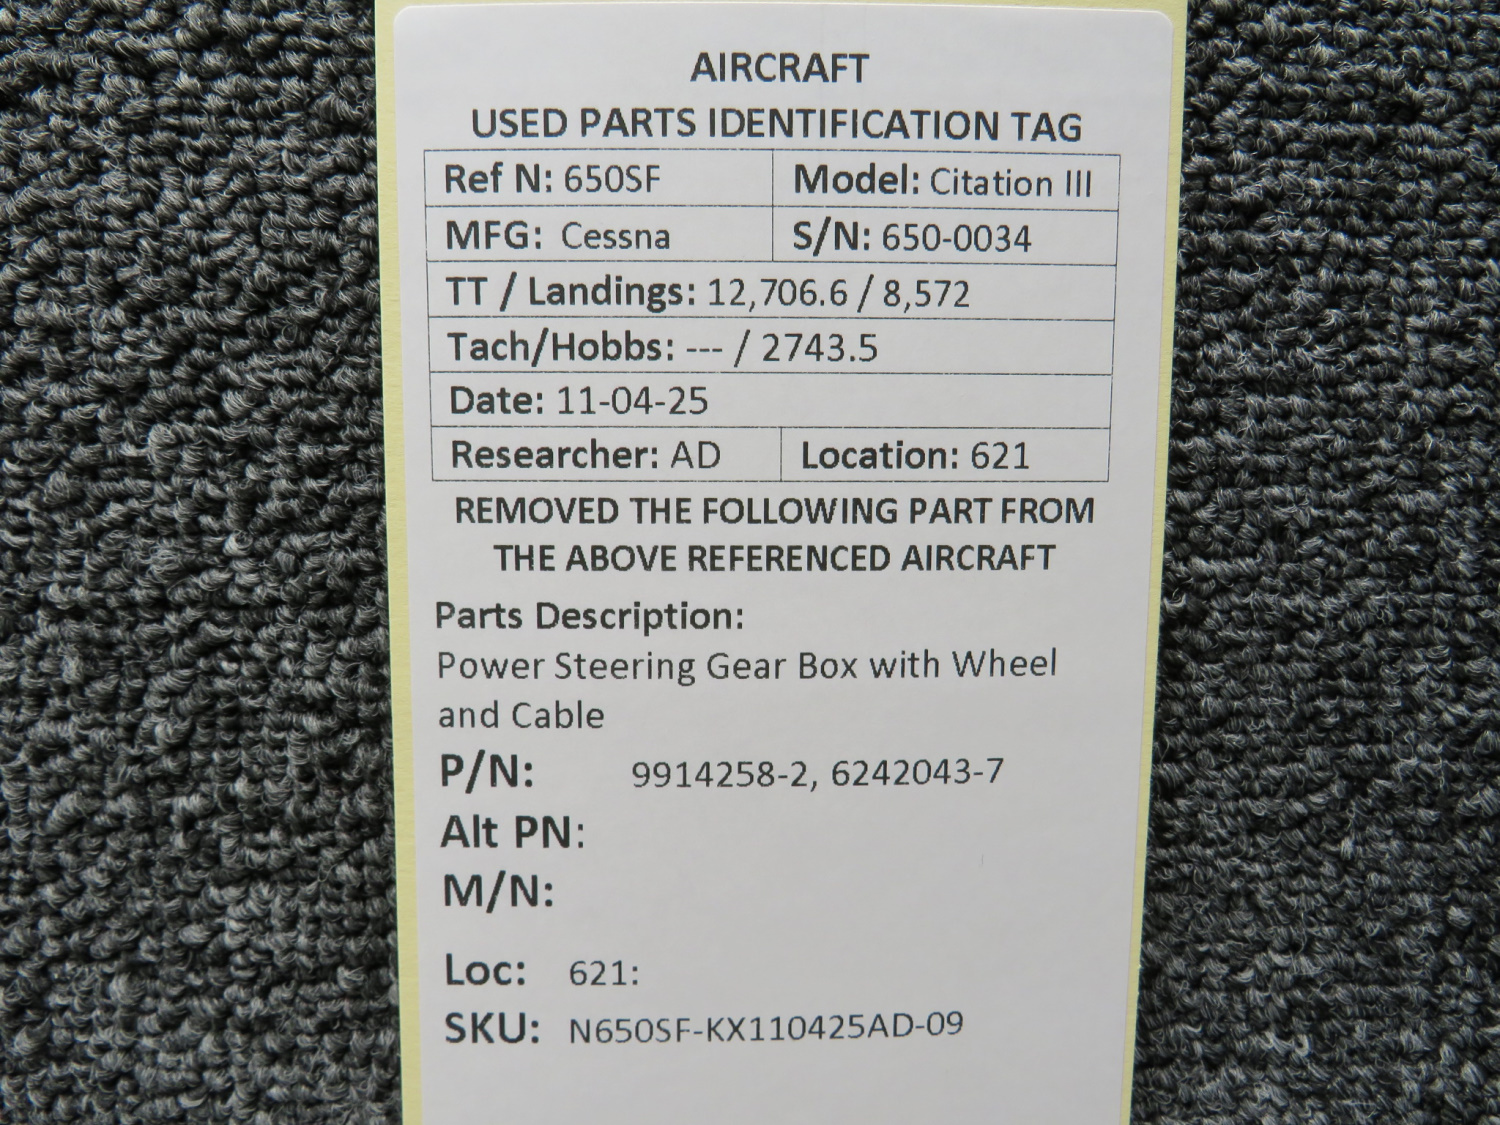 AIRCRAFT
USED PARTS IDENTIFICATION TAG
Ref N: 650SF Model: Citation III
MFG: Cessna S/N: 650-0034
TT / Landings: 12,706.6 / 8,572
Tach/Hobbs: --- / 2743.5
Date: 11-04-25
Researcher: AD Location: 621
REMOVED THE FOLLOWING PART FROM
THE ABOVE REFERENCED AIRCRAFT
Parts Description:
Power Steering Gear Box with Wheel
and Cable
P/N: 9914258-2, 6242043-7
Alt PN:
M/N:
Loc: 621:
SKU: N650SF-KX110425AD-09